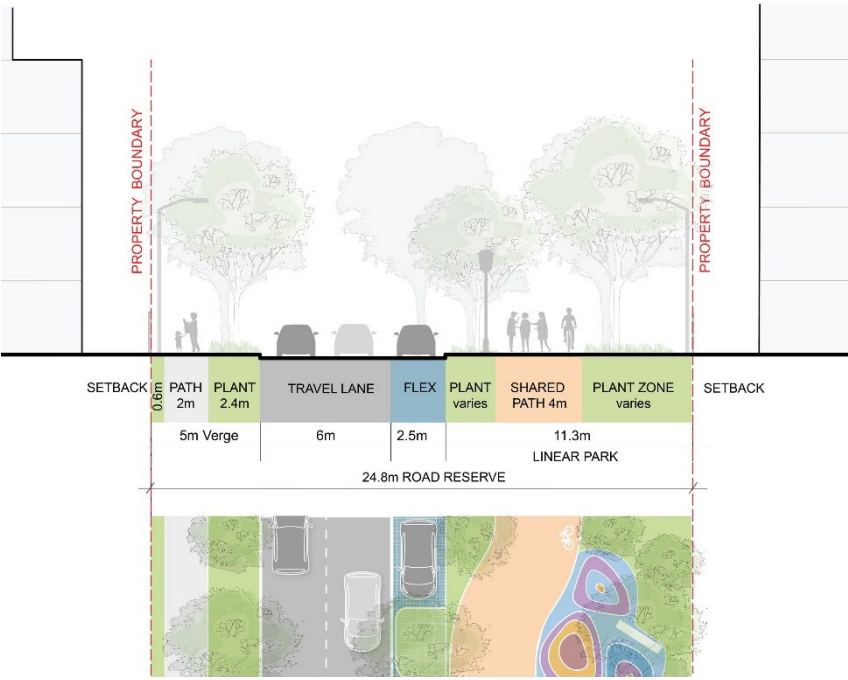 PROPERTY BOUNDARY
PROPERTY BOUNDARY
SETBACK
0.6m
PATH
2m
PLANT
2.4m
TRAVEL LANE
FLEX
PLANT
varies
SHARED
PATH 4m
PLANT ZONE
varies
SETBACK
5m Verge
6m
2.5m
11.3m
LINEAR PARK
24.8m ROAD RESERVE